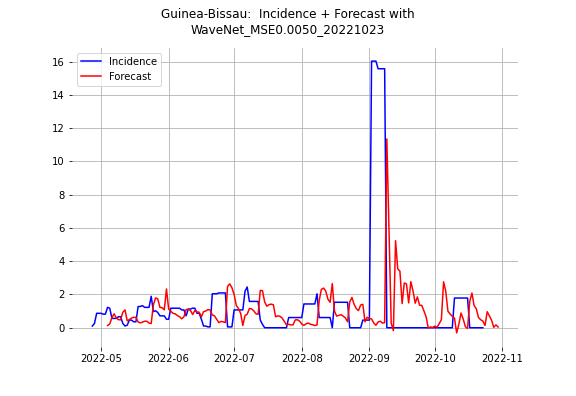 Guinea-Bissau:  Incidence + Forecast with
WaveNet_MSE0.0050_20221023
Incidence
Forecast
16
14
12
10
8
6
4
2
0
2022-05 2022-06 2022-07 2022-08 2022-09 2022-10 2022-11